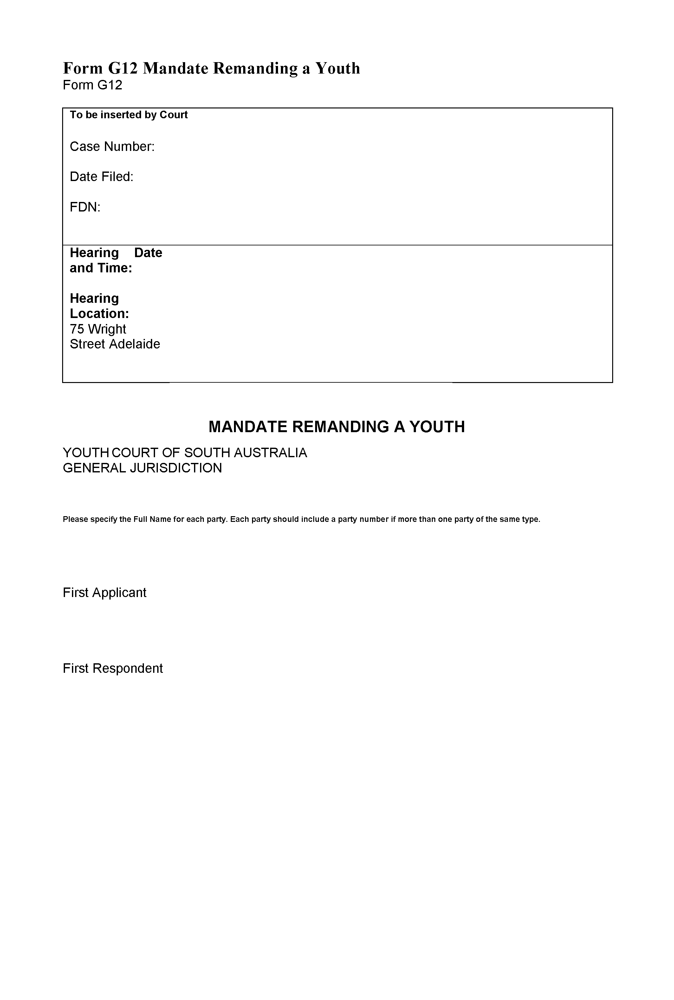 Form G12 Mandate Remanding a Youth
Form G12
To be inserted by Court
Case Number:
Date Filed:
FDN:
Hearing Date
and Time:
Hearing
Location:
75 Wright
Street Adelaide
MANDATE REMANDING A YOUTH
YOUTH COURT OF SOUTH AUSTRALIA
GENERAL JURISDICTION
Please specify the Full Name for each party. Each party should include a party number if more than one party of the same type.
First Applicant
First Respondent